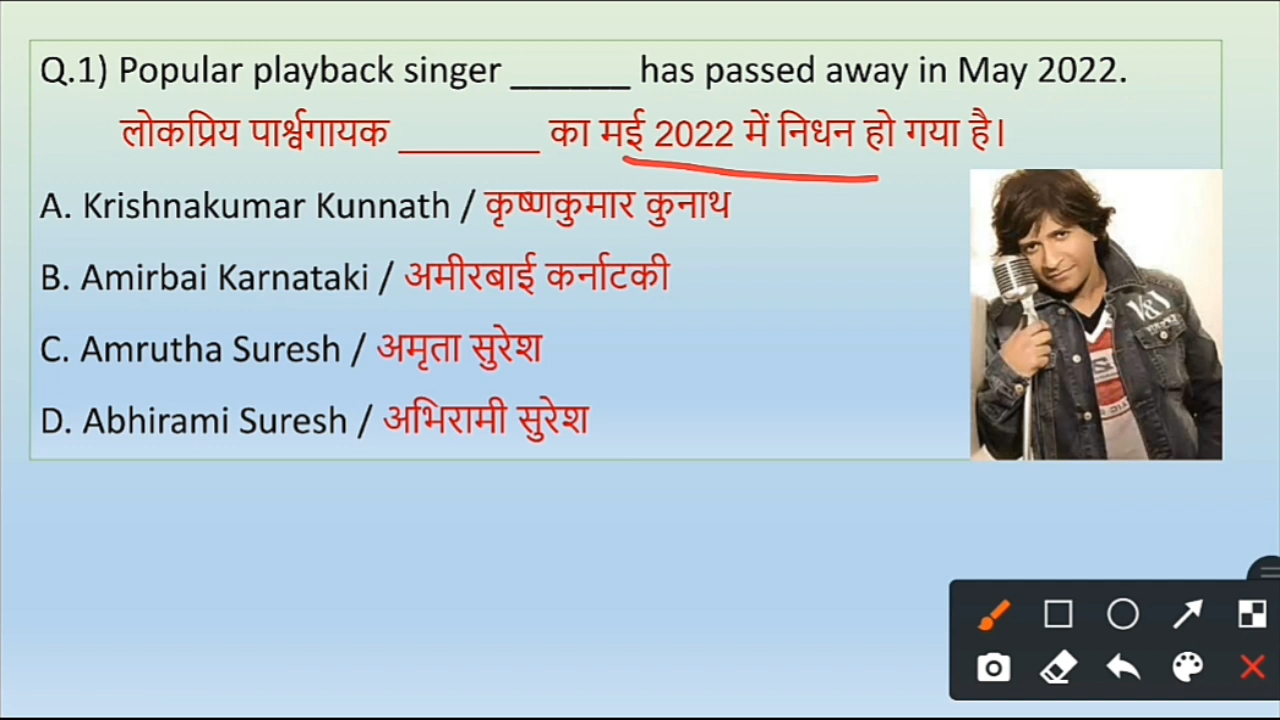 Q.1) Popular playback singer ______ has passed away in May 2022.
लोकप्रिय पार्श्वगायक _______ का मई 2022 में निधन हो गया है।
A. Krishnakumar Kunnath / कृष्णकुमार कुनाथ
B. Amirbai Karnataki / अमीरबाई कर्नाटकी
C. Amrutha Suresh / अमृता सुरेश
D. Abhirami Suresh / अभिरामी सुरेश